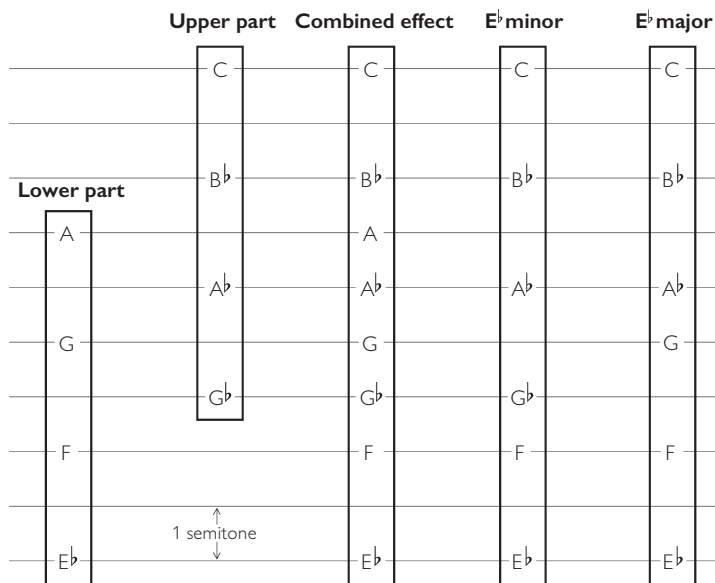 Upper part Combined effect E♭ minor E♭ major
C C C C
B♭ B♭ B♭ B♭
Lower part
A A
A♭ A♭ A♭ A♭
G G G
G♭ G♭ G♭
F F F F
1 semitone
E♭ E♭ E♭ E♭